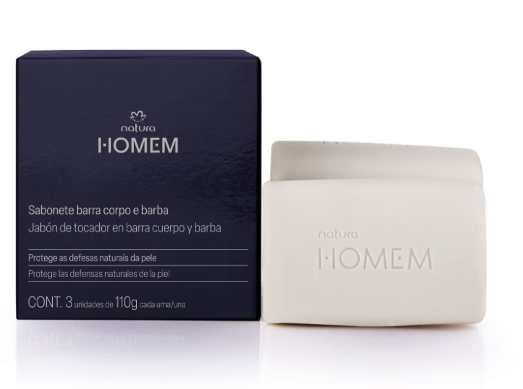 natura
HOMEM
Sabonete barra corpo e barba
Jabón de tocador en barra cuerpo y barba
Protege as defesas naturais da pele
Protege las defensas naturales de la piel
CONT. 3 unidades de 110g cada uma/una
natura
HOMEM